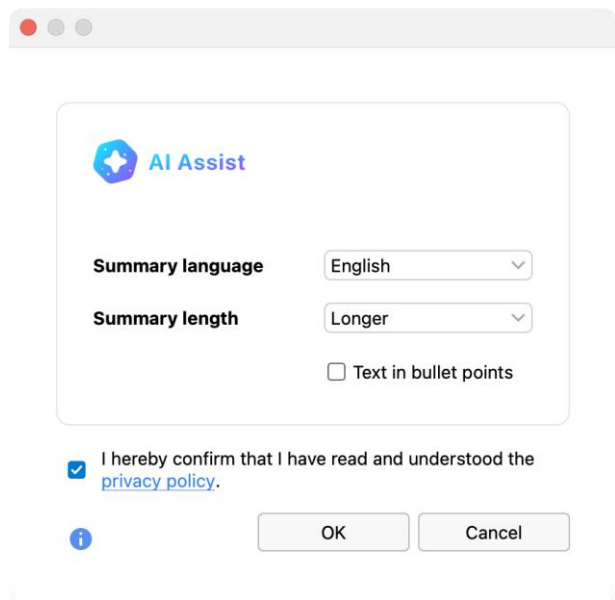 AI Assist
Summary language English
Summary length Longer
Text in bullet points
I hereby confirm that I have read and understood the
privacy policy.
OK Cancel